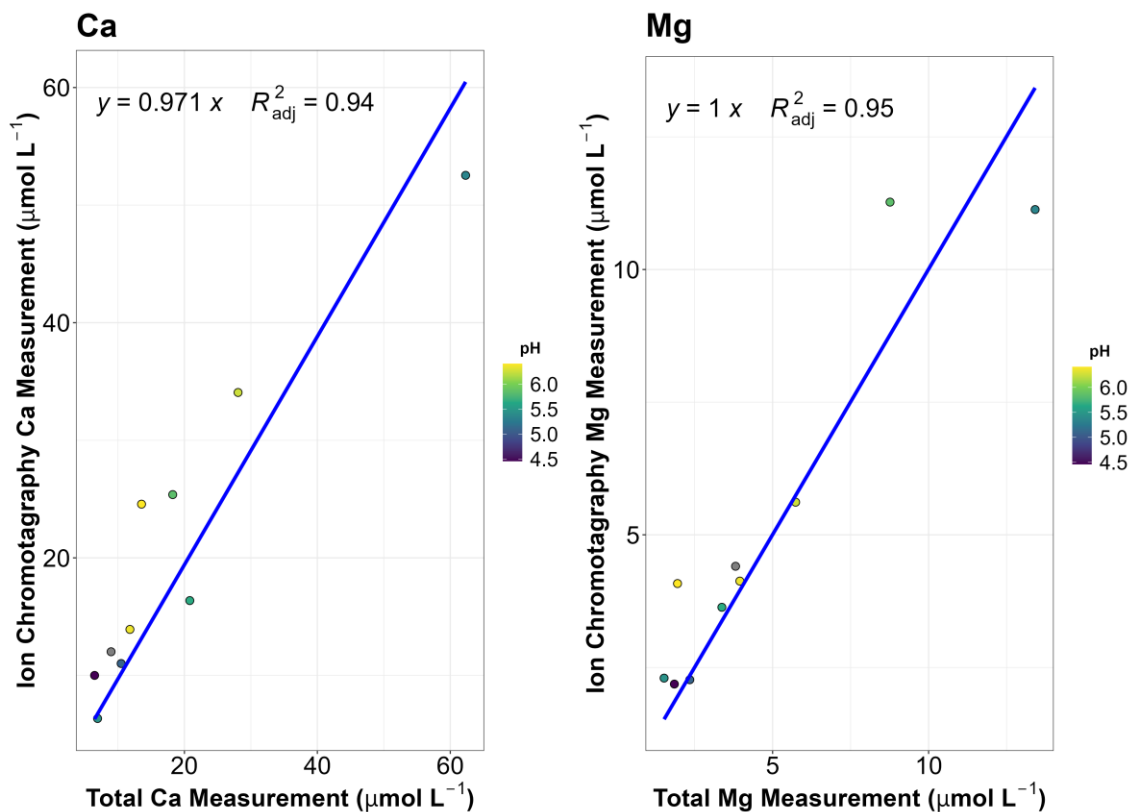 Ca
Ion Chromotagraphy Ca Measurement (μmol L⁻¹)
60
40
20
y = 0.971 x R²adj = 0.94
20 40 60
Total Ca Measurement (μmol L⁻¹)
pH
6.0
5.5
5.0
4.5
Mg
Ion Chromotagraphy Mg Measurement (μmol L⁻¹)
10
5
y = 1 x R²adj = 0.95
5 10
Total Mg Measurement (μmol L⁻¹)
pH
6.0
5.5
5.0
4.5